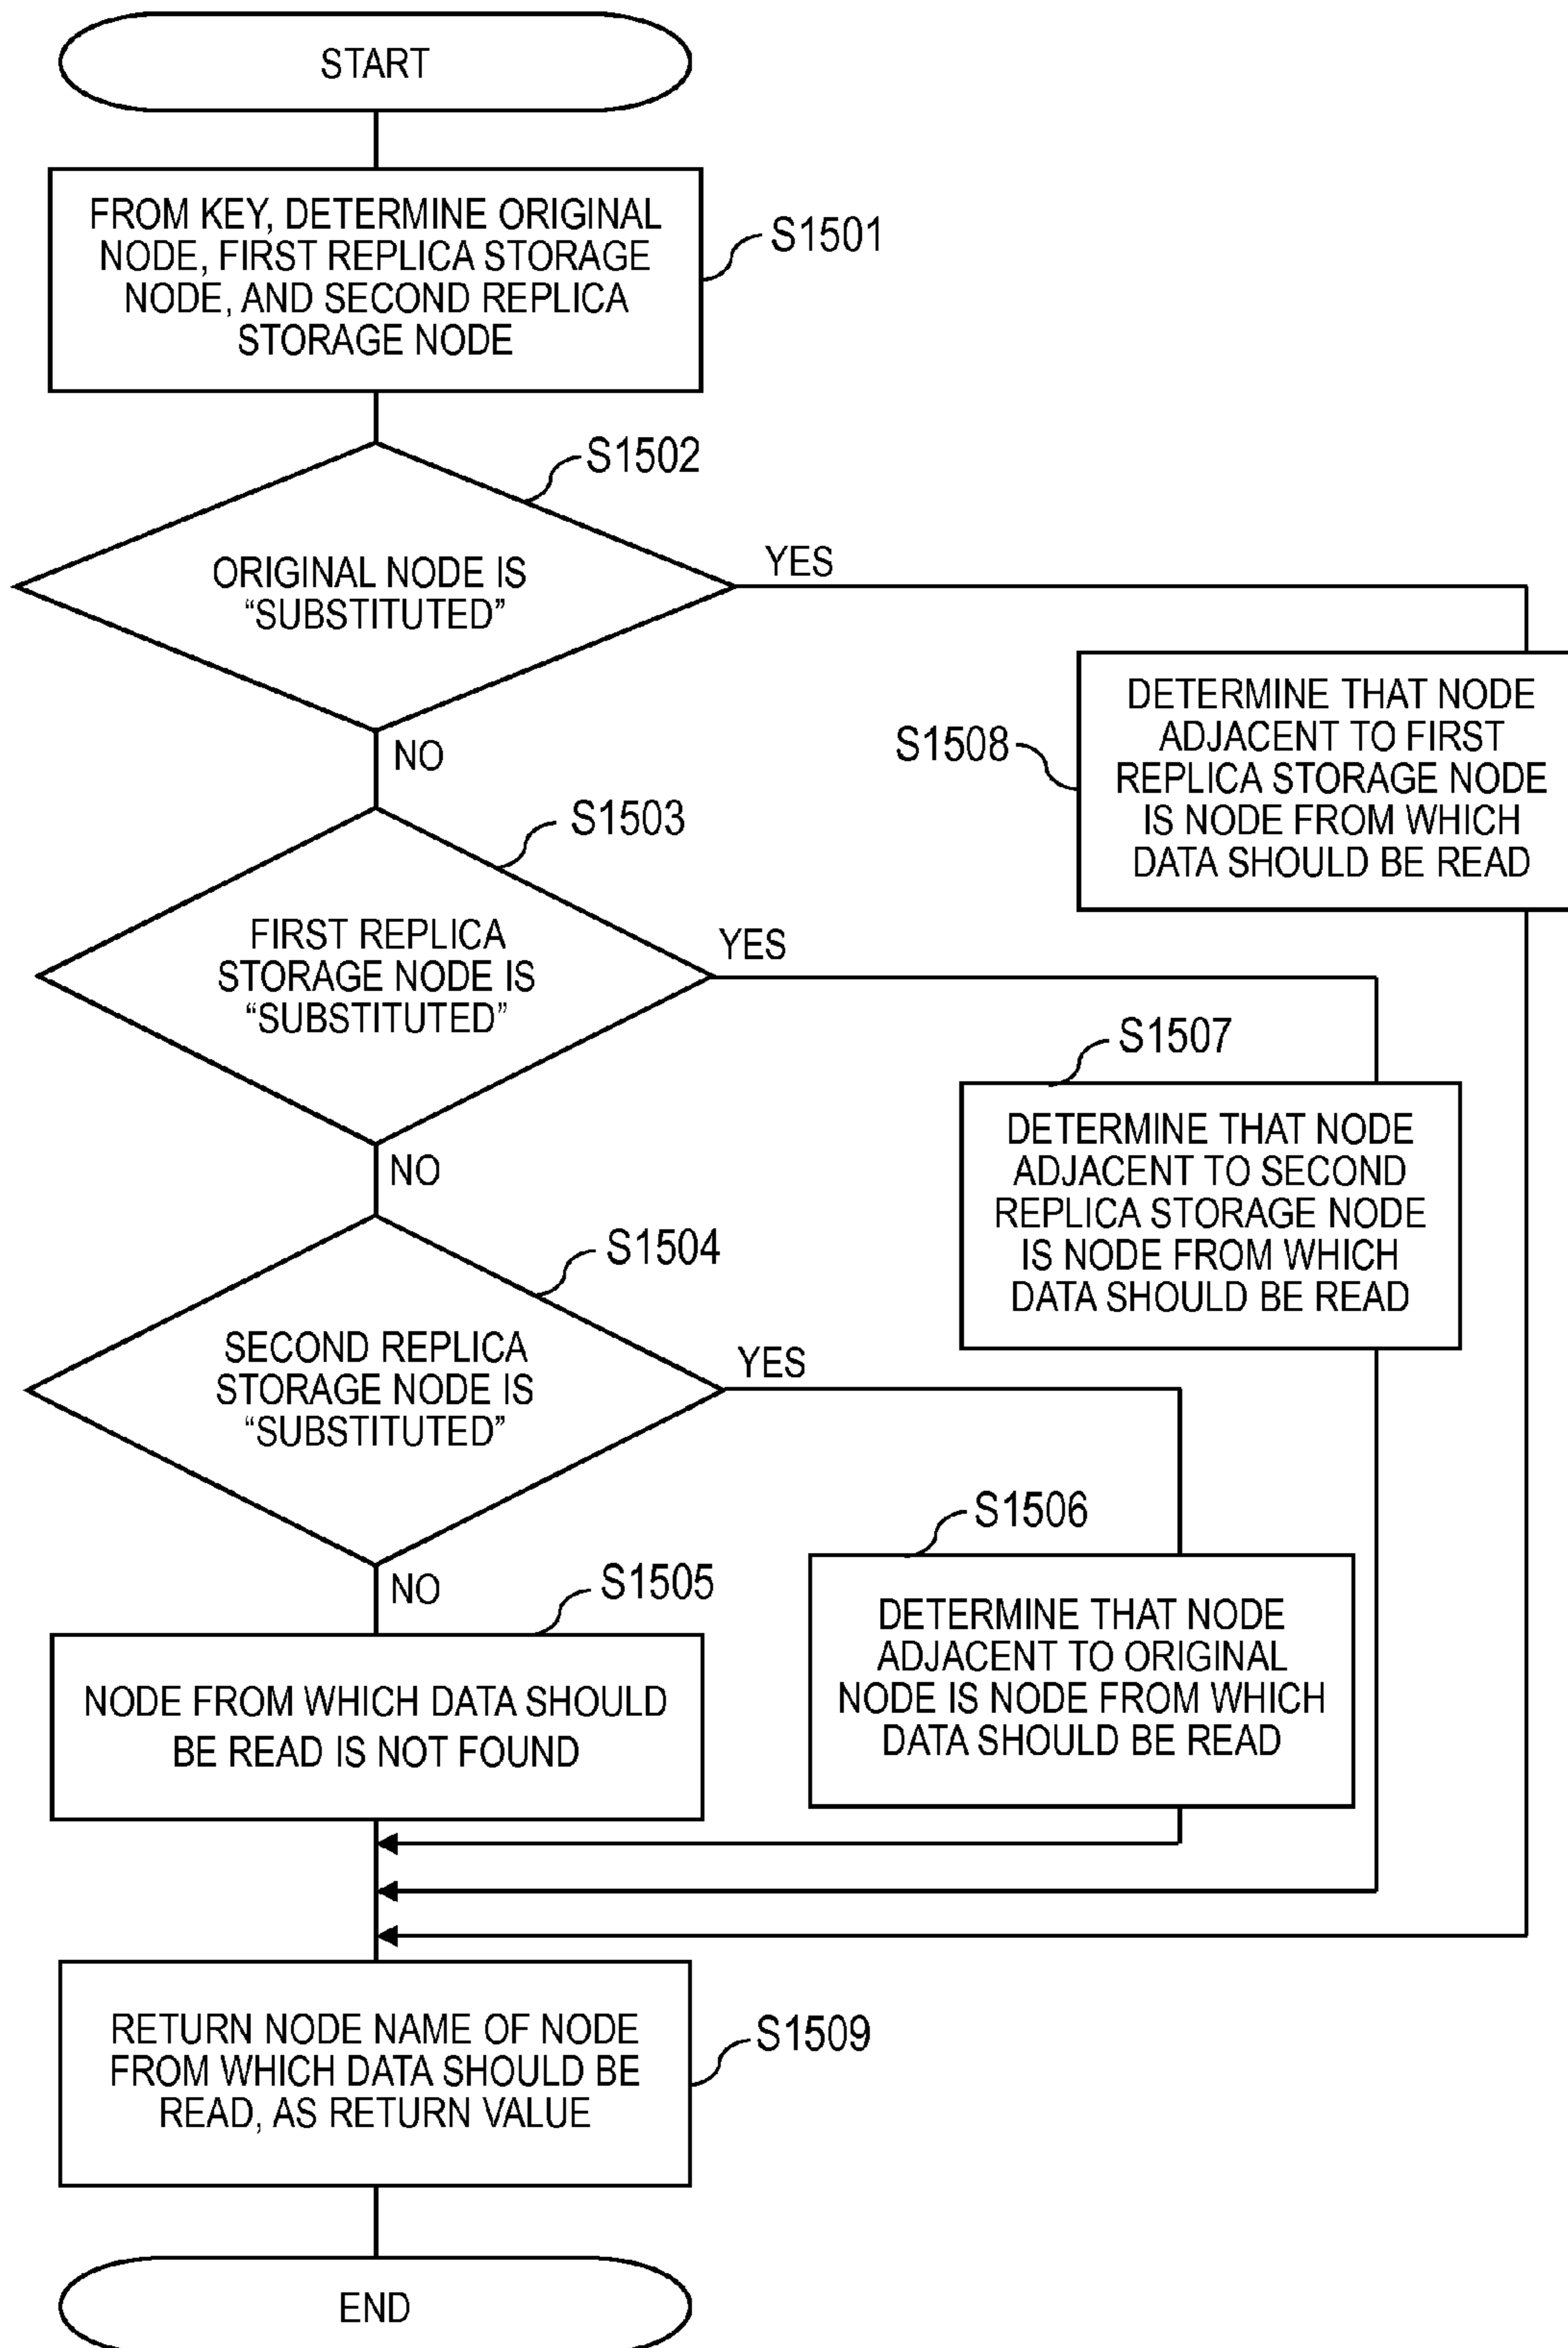 START
FROM KEY, DETERMINE ORIGINAL
NODE, FIRST REPLICA STORAGE
NODE, AND SECOND REPLICA
STORAGE NODE
S1501
S1502
ORIGINAL NODE IS
“SUBSTITUTED”
YES
NO
S1508
DETERMINE THAT NODE
ADJACENT TO FIRST
REPLICA STORAGE NODE
IS NODE FROM WHICH
DATA SHOULD BE READ
S1503
FIRST REPLICA
STORAGE NODE IS
“SUBSTITUTED”
YES
NO
S1507
DETERMINE THAT NODE
ADJACENT TO SECOND
REPLICA STORAGE NODE
IS NODE FROM WHICH
DATA SHOULD BE READ
S1504
SECOND REPLICA
STORAGE NODE IS
“SUBSTITUTED”
YES
NO
S1506
DETERMINE THAT NODE
ADJACENT TO ORIGINAL
NODE IS NODE FROM WHICH
DATA SHOULD BE READ
S1505
NODE FROM WHICH DATA SHOULD
BE READ IS NOT FOUND
RETURN NODE NAME OF NODE
FROM WHICH DATA SHOULD BE
READ, AS RETURN VALUE
S1509
END